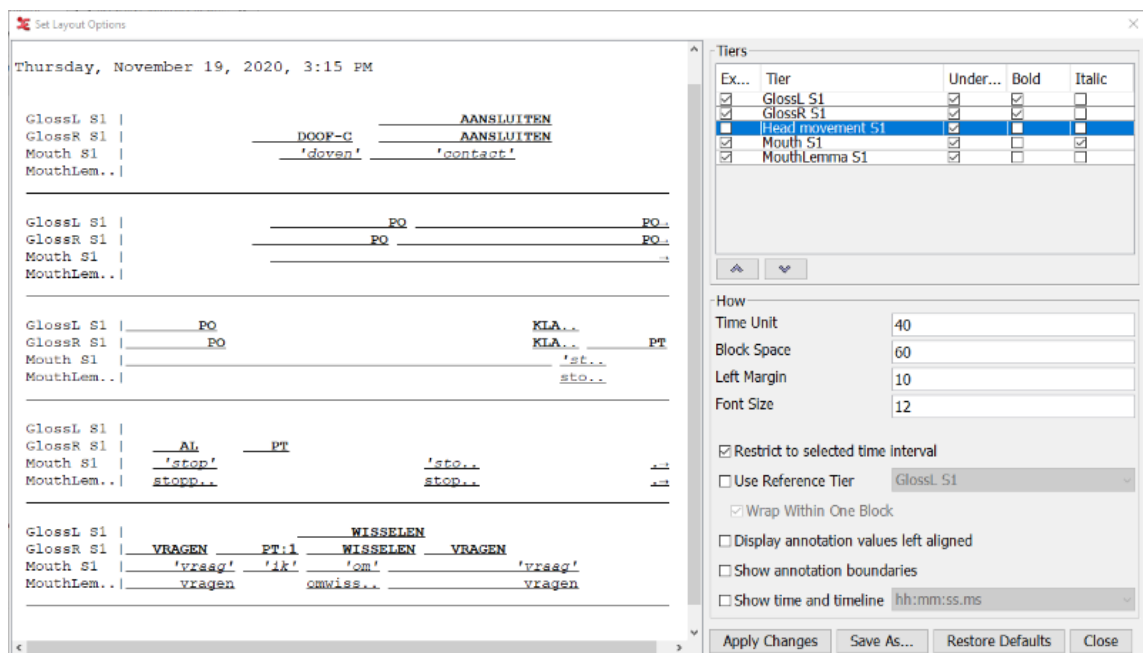 Set Layout Options
Thursday, November 19, 2020, 3:15 PM
GlossL S1 | AANSLUITEN
GlossR S1 | DOOF-C AANSLUITEN
Mouth S1 | 'doven' 'contact'
MouthLem..|
GlossL S1 | PO PO→
GlossR S1 | PO PO→
Mouth S1 | →
MouthLem..|
GlossL S1 | PO KLA..
GlossR S1 | PO KLA.. PT
Mouth S1 | 'st..
MouthLem..| sto..
GlossL S1 |
GlossR S1 | AL PT
Mouth S1 | 'stop' 'sto.. .→
MouthLem..| stopp.. stop.. .→
GlossL S1 | WISSELEN
GlossR S1 | VRAGEN PT:1 WISSELEN VRAGEN
Mouth S1 | 'vraag' 'ik' 'om' 'vraag'
MouthLem..| vragen omwiss.. vragen
Tiers
Ex... Tier Under... Bold Italic
GlossL S1
GlossR S1
Head movement S1
Mouth S1
MouthLemma S1
How
Time Unit 40
Block Space 60
Left Margin 10
Font Size 12
Restrict to selected time interval
Use Reference Tier GlossL S1
Wrap Within One Block
Display annotation values left aligned
Show annotation boundaries
Show time and timeline hh:mm:ss.ms
Apply Changes Save As... Restore Defaults Close